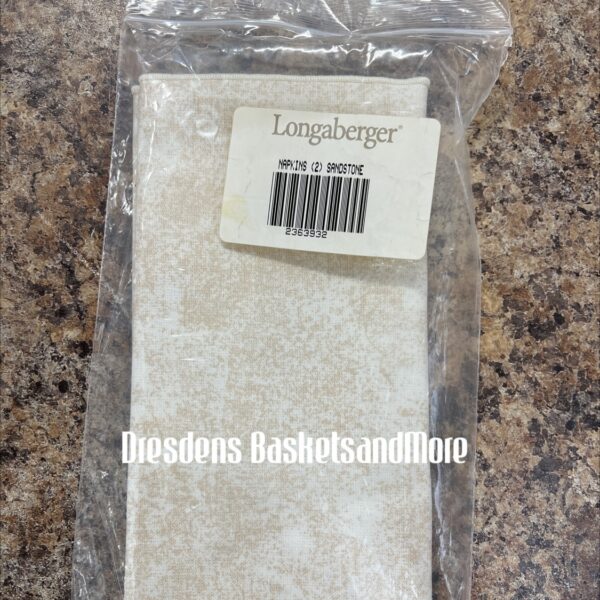 Longaberger®
NAPKINS (2) SANDSTONE
2363932
Dresdens BasketsandMore